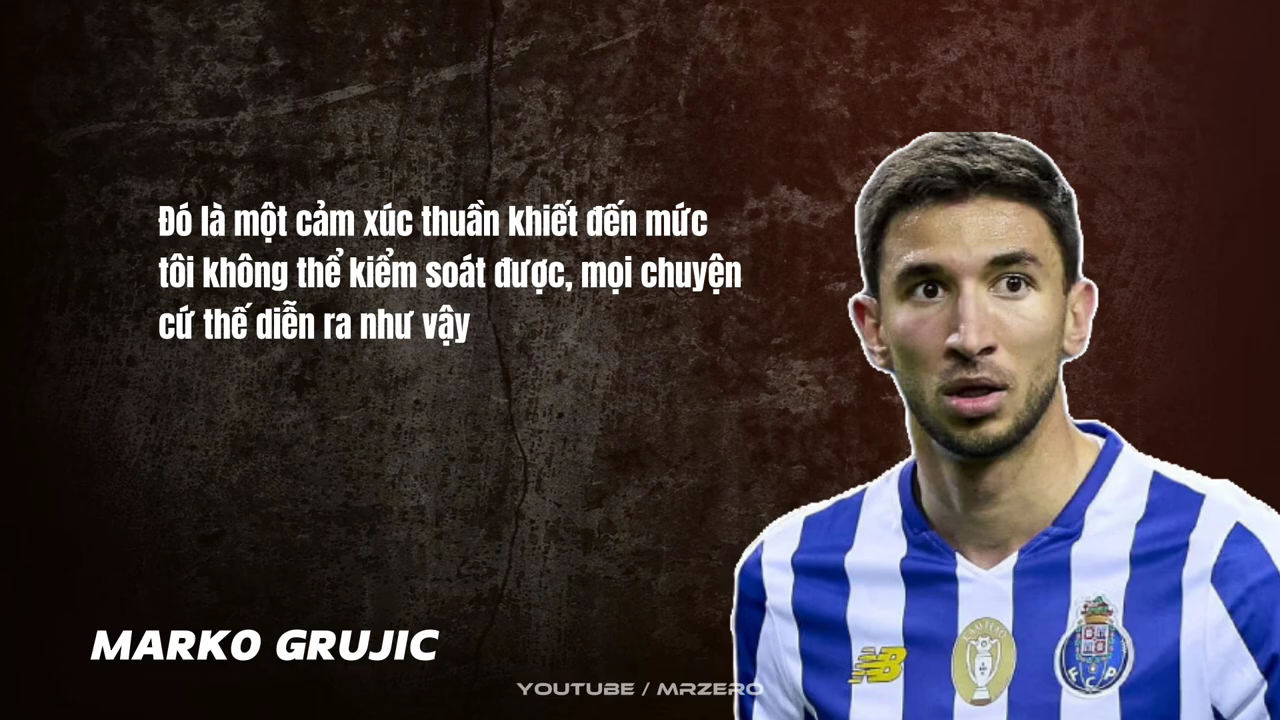 Đó là một cảm xúc thuần khiết đến mức
tôi không thể kiểm soát được, mọi chuyện
cứ thế diễn ra như vậy
MARKO GRUJIC
YOUTUBE / MRZERO
NB
F C P